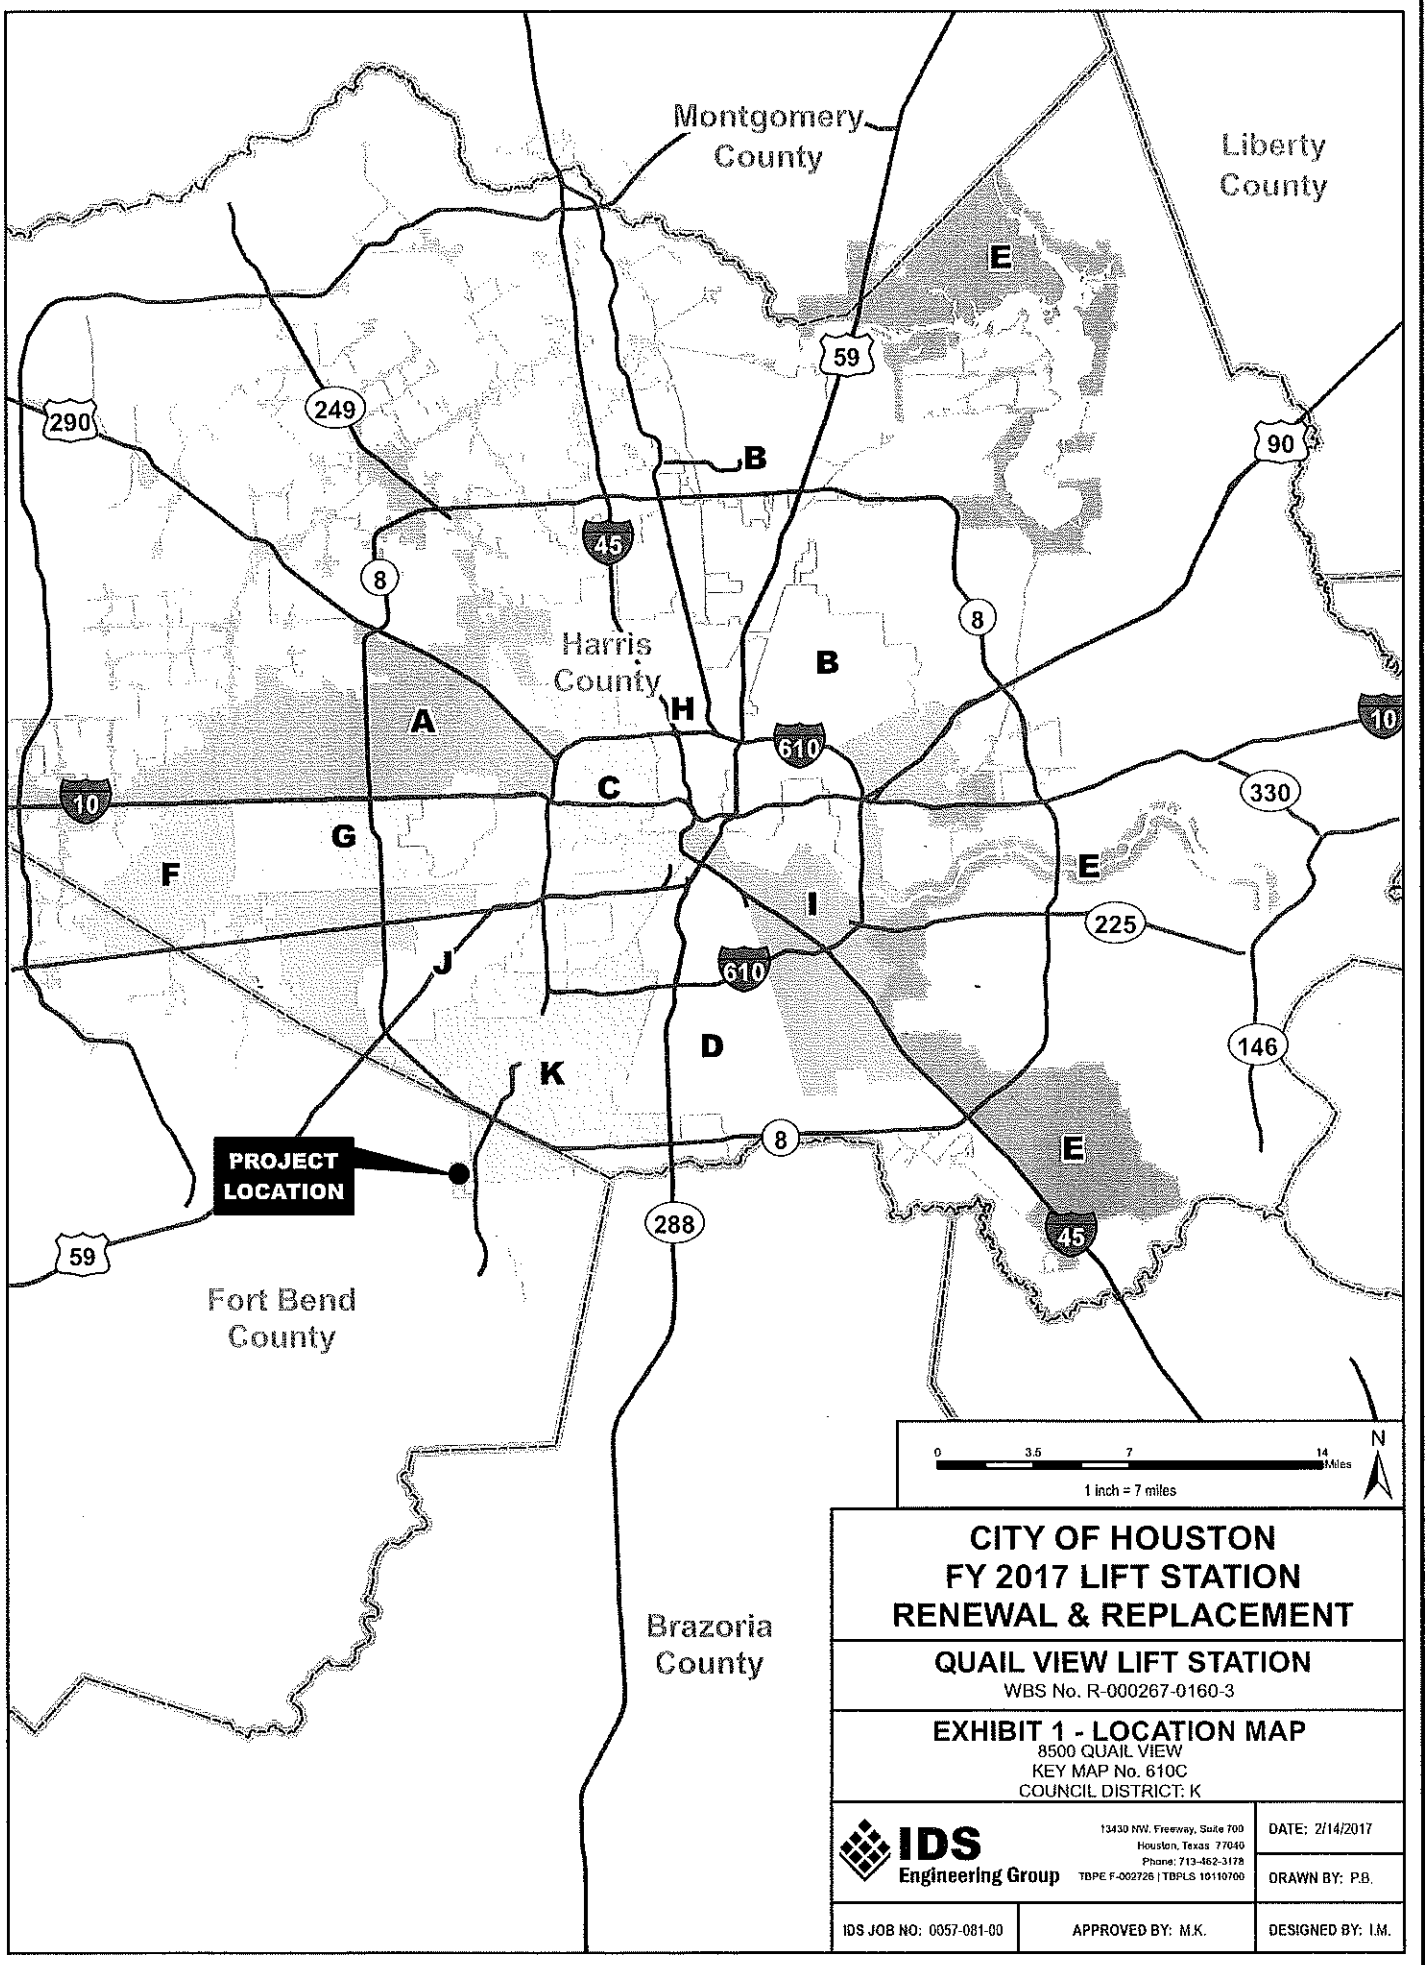 Montgomery
County
Liberty
County
E
59
290
249
90
B
45
8
8
Harris
County
B
H
A
610
10
C
10
330
G
F
E
I
225
J
610
D
K
146
8
E
PROJECT
LOCATION
288
45
59
Fort Bend
County
0 3.5 7 14
Miles
N
1 inch = 7 miles
CITY OF HOUSTON
FY 2017 LIFT STATION
RENEWAL & REPLACEMENT
Brazoria
County
QUAIL VIEW LIFT STATION
WBS No. R-000267-0160-3
EXHIBIT 1 - LOCATION MAP
8500 QUAIL VIEW
KEY MAP No. 610C
COUNCIL DISTRICT: K
IDS
Engineering Group
13430 NW. Freeway, Suite 700
Houston, Texas 77040
Phone: 713-462-3178
TBPE F-002726 | TBPLS 10110700
DATE: 2/14/2017
DRAWN BY: P.B.
IDS JOB NO: 0057-081-00
APPROVED BY: M.K.
DESIGNED BY: I.M.